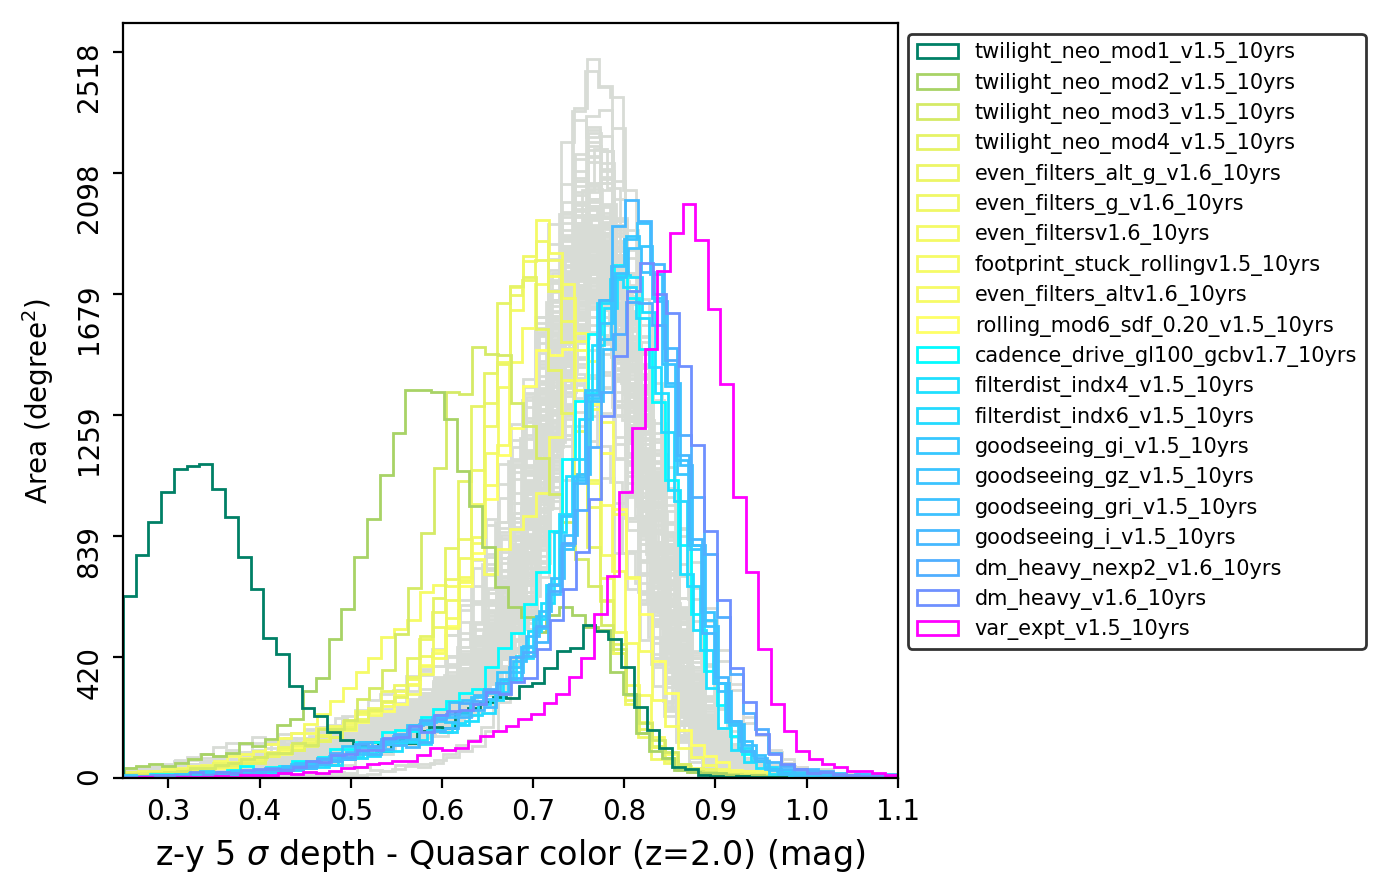 2518
2098
1679
1259
839
420
0
Area (degree²)
0.3 0.4 0.5 0.6 0.7 0.8 0.9 1.0 1.1
z-y 5 σ depth - Quasar color (z=2.0) (mag)
twilight_neo_mod1_v1.5_10yrs
twilight_neo_mod2_v1.5_10yrs
twilight_neo_mod3_v1.5_10yrs
twilight_neo_mod4_v1.5_10yrs
even_filters_alt_g_v1.6_10yrs
even_filters_g_v1.6_10yrs
even_filtersv1.6_10yrs
footprint_stuck_rollingv1.5_10yrs
even_filters_altv1.6_10yrs
rolling_mod6_sdf_0.20_v1.5_10yrs
cadence_drive_gl100_gcbv1.7_10yrs
filterdist_indx4_v1.5_10yrs
filterdist_indx6_v1.5_10yrs
goodseeing_gi_v1.5_10yrs
goodseeing_gz_v1.5_10yrs
goodseeing_gri_v1.5_10yrs
goodseeing_i_v1.5_10yrs
dm_heavy_nexp2_v1.6_10yrs
dm_heavy_v1.6_10yrs
var_expt_v1.5_10yrs